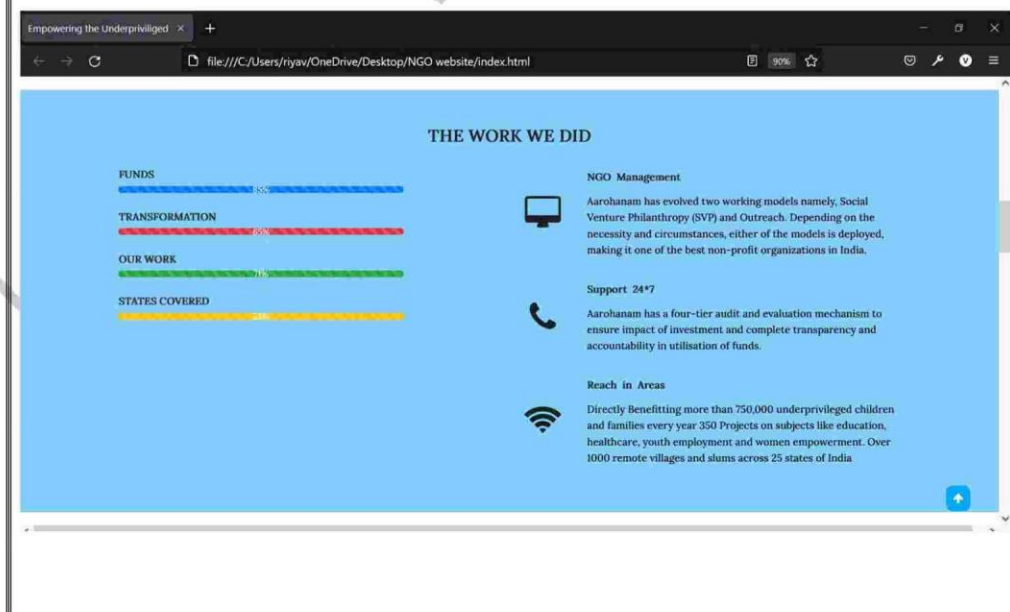 Empowering the Underpriviliged
file:///C:/Users/riyav/OneDrive/Desktop/NGO website/index.html
90%
V
THE WORK WE DID
FUNDS
85%
TRANSFORMATION
OUR WORK
71%
STATES COVERED
NGO Management
Aarohanam has evolved two working models namely, Social
Venture Philanthropy (SVP) and Outreach. Depending on the
necessity and circumstances, either of the models is deployed,
making it one of the best non-profit organizations in India.
Support 24*7
Aarohanam has a four-tier audit and evaluation mechanism to
ensure impact of investment and complete transparency and
accountability in utilisation of funds.
Reach in Areas
Directly Benefitting more than 750,000 underprivileged children
and families every year 350 Projects on subjects like education,
healthcare, youth employment and women empowerment. Over
1000 remote villages and slums across 25 states of India